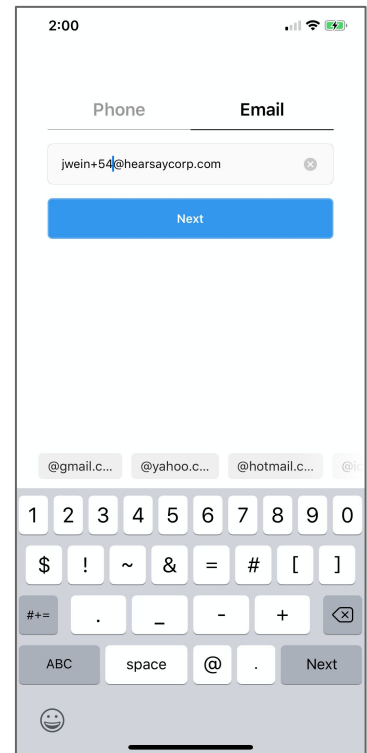 2:00
Phone Email
jwein+54@hearsaycorp.com
Next
@gmail.c... @yahoo.c... @hotmail.c... @ic
1 2 3 4 5 6 7 8 9 0
$ ! ~ & = # [ ]
#+= . _ - +
ABC space @ . Next